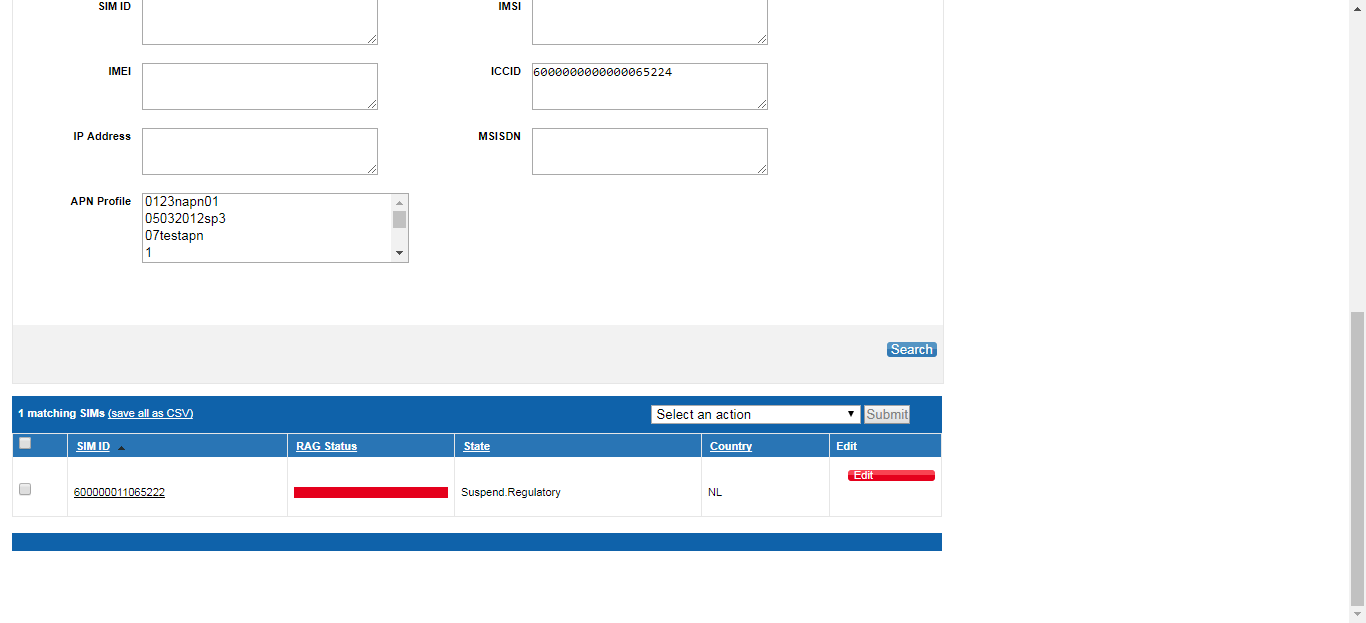 SIM ID IMSI
IMEI ICCID 6000000000000065224
IP Address MSISDN
APN Profile 0123napn01
05032012sp3
07testapn
1
Search
1 matching SIMs (save all as CSV) Select an action Submit
SIM ID RAG Status State Country Edit
Edit
600000011065222 Suspend.Regulatory NL